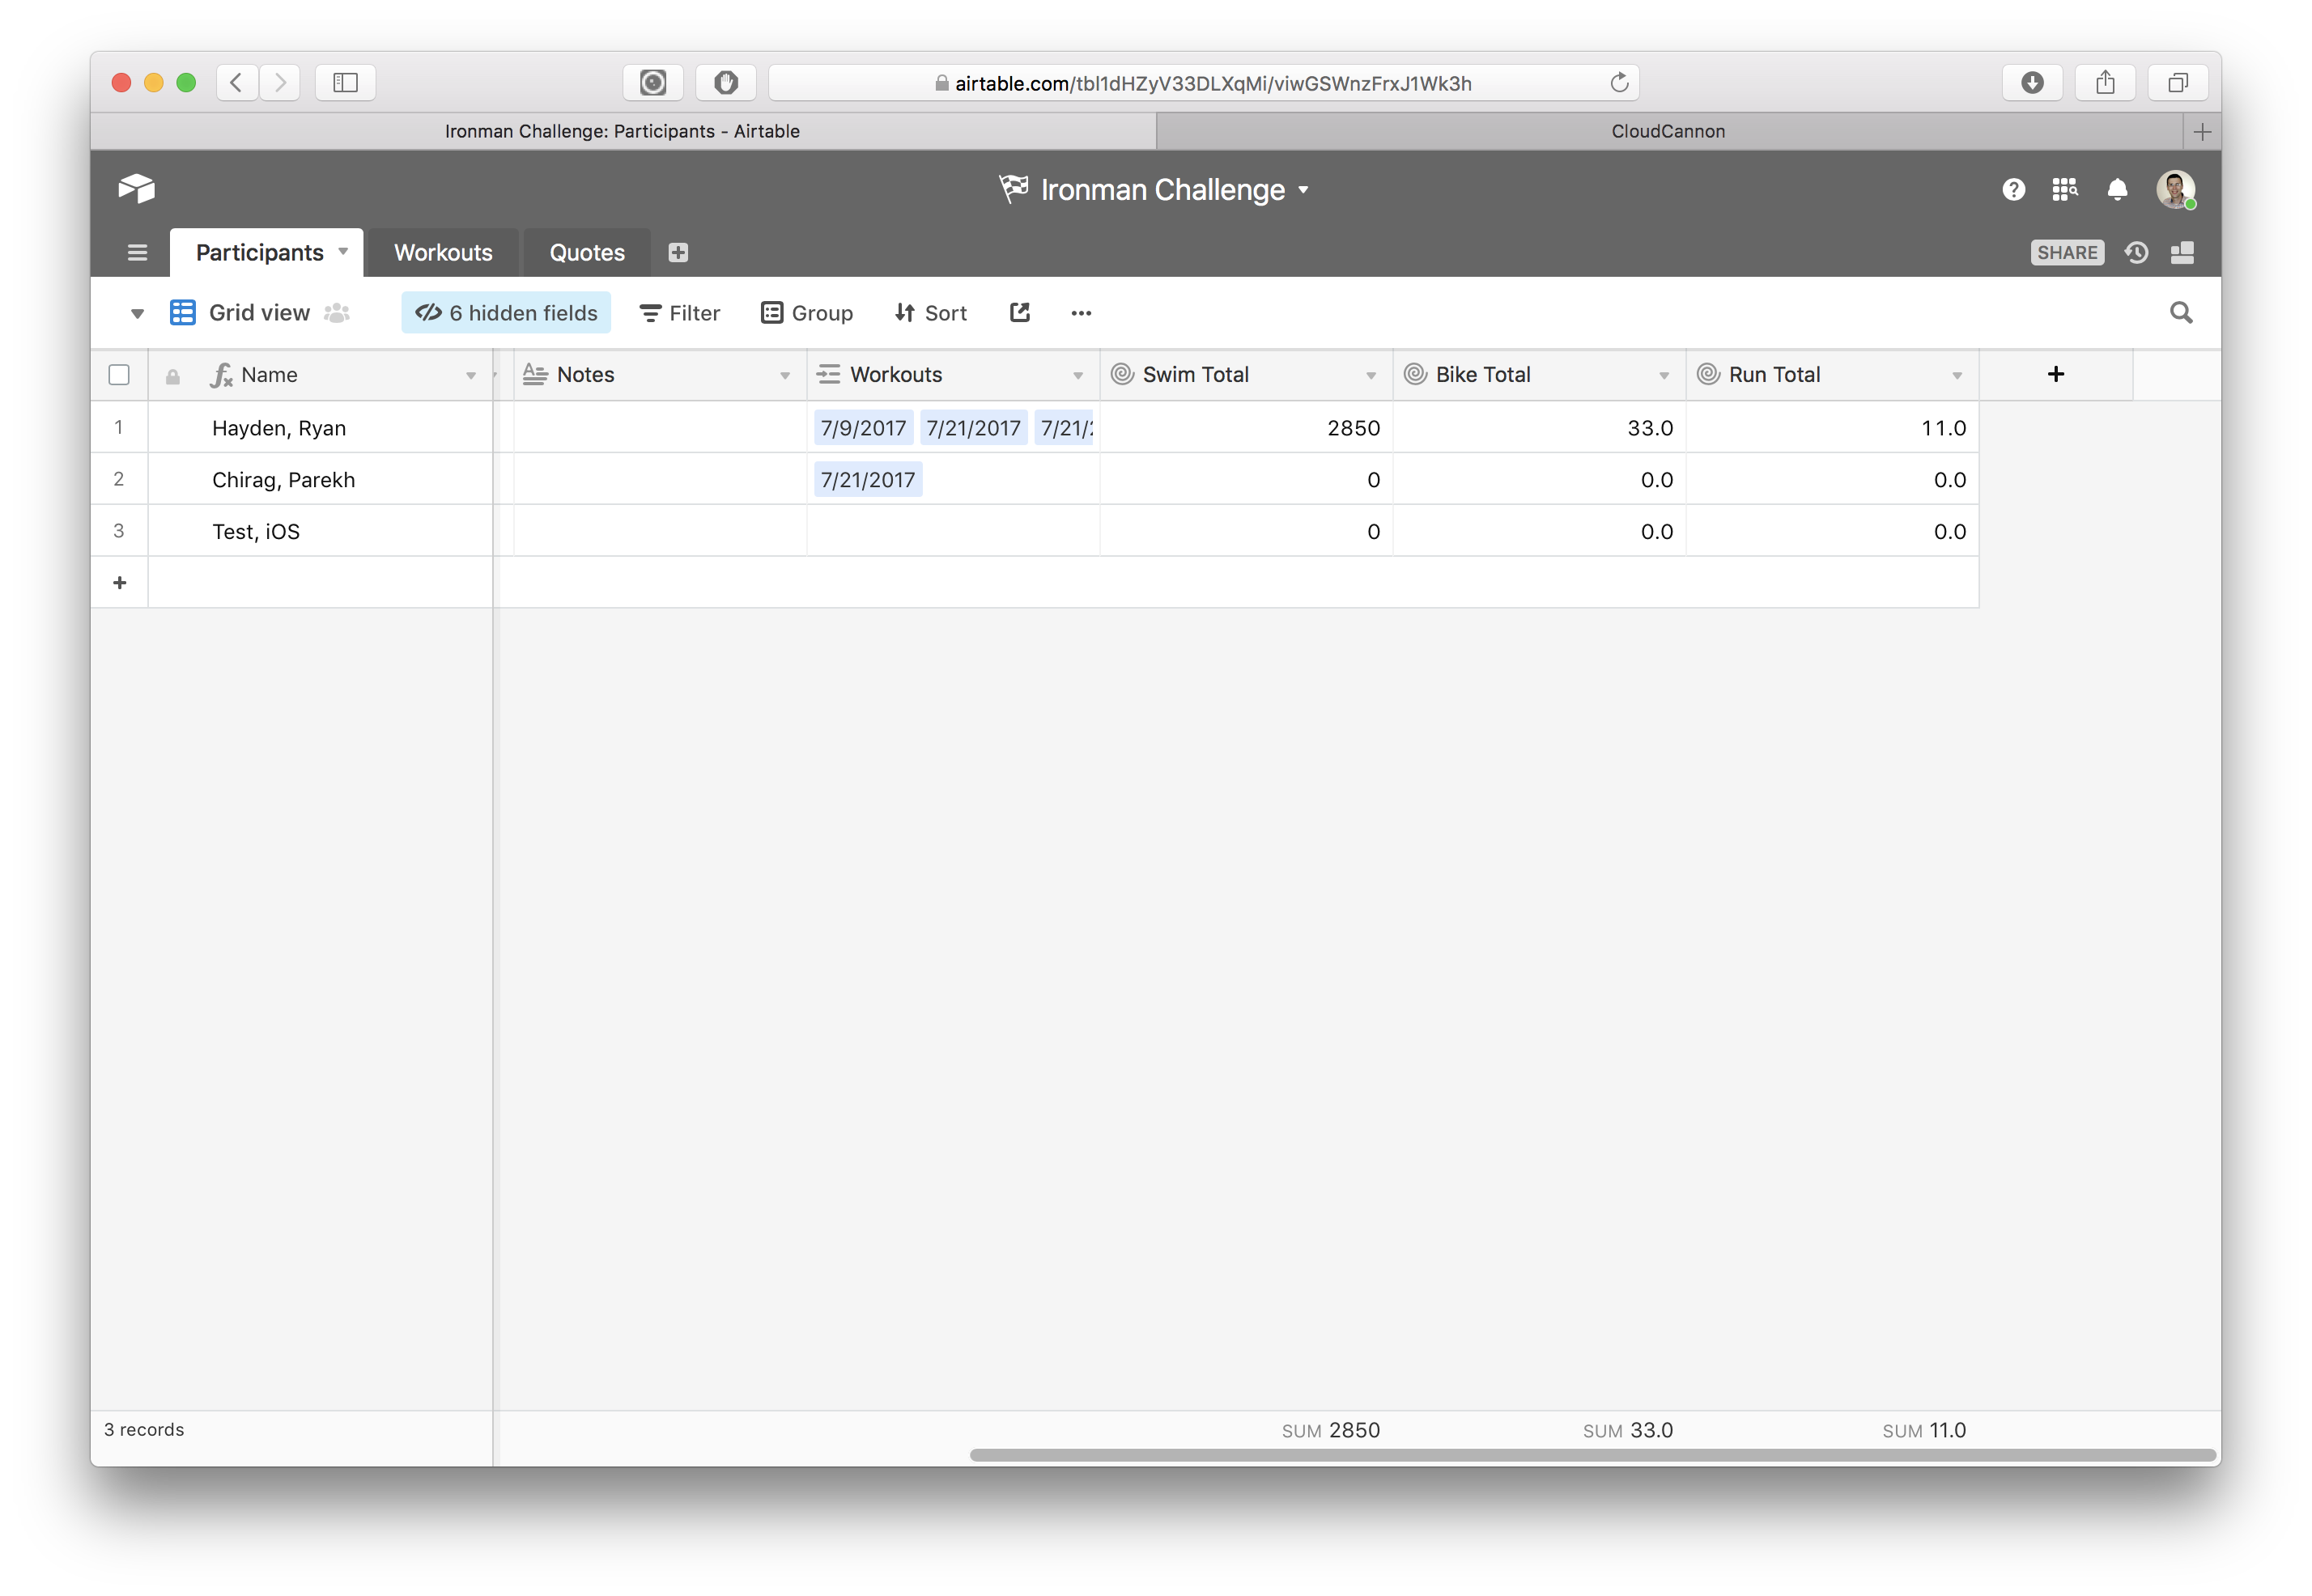 airtable.com/tbl1dHZyV33DLXqMi/viwGSWnzFrxJ1Wk3h
Ironman Challenge: Participants - Airtable
CloudCannon
Ironman Challenge
Participants
Workouts
Quotes
SHARE
Grid view
6 hidden fields
Filter
Group
Sort
Name
Notes
Workouts
Swim Total
Bike Total
Run Total
1 Hayden, Ryan 7/9/2017 7/21/2017 7/21/2 2850 33.0 11.0
2 Chirag, Parekh 7/21/2017 0 0.0 0.0
3 Test, iOS 0 0.0 0.0
3 records
SUM 2850
SUM 33.0
SUM 11.0